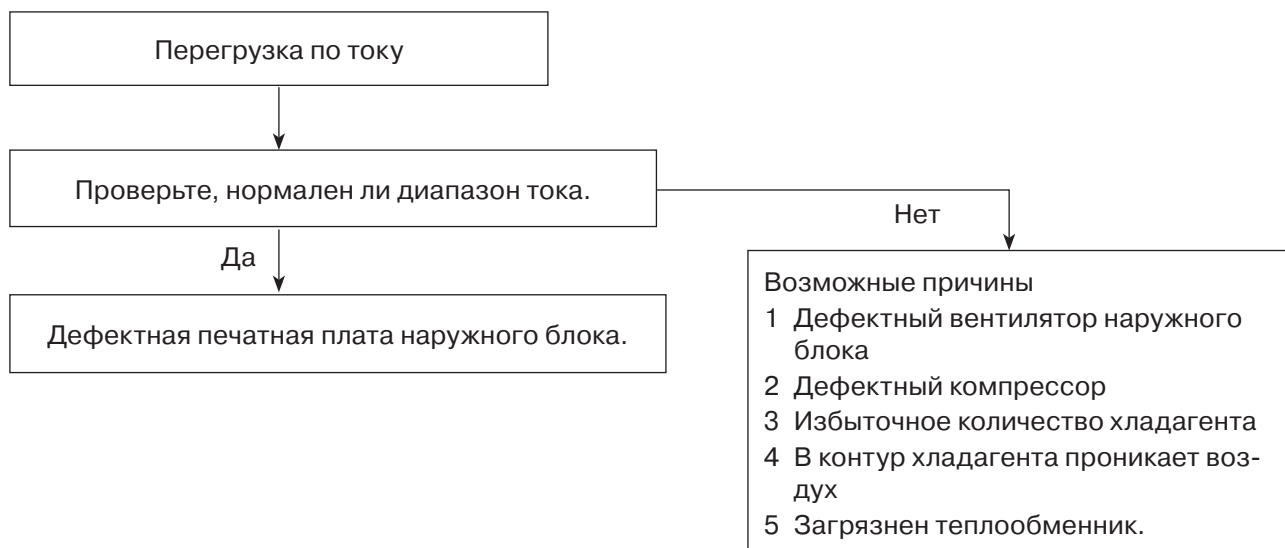 Перегрузка по току
Проверьте, нормален ли диапазон тока.
Нет
Да
Дефектная печатная плата наружного блока.
Возможные причины
1 Дефектный вентилятор наружного
блока
2 Дефектный компрессор
3 Избыточное количество хладагента
4 В контур хладагента проникает воз-
дух
5 Загрязнен теплообменник.